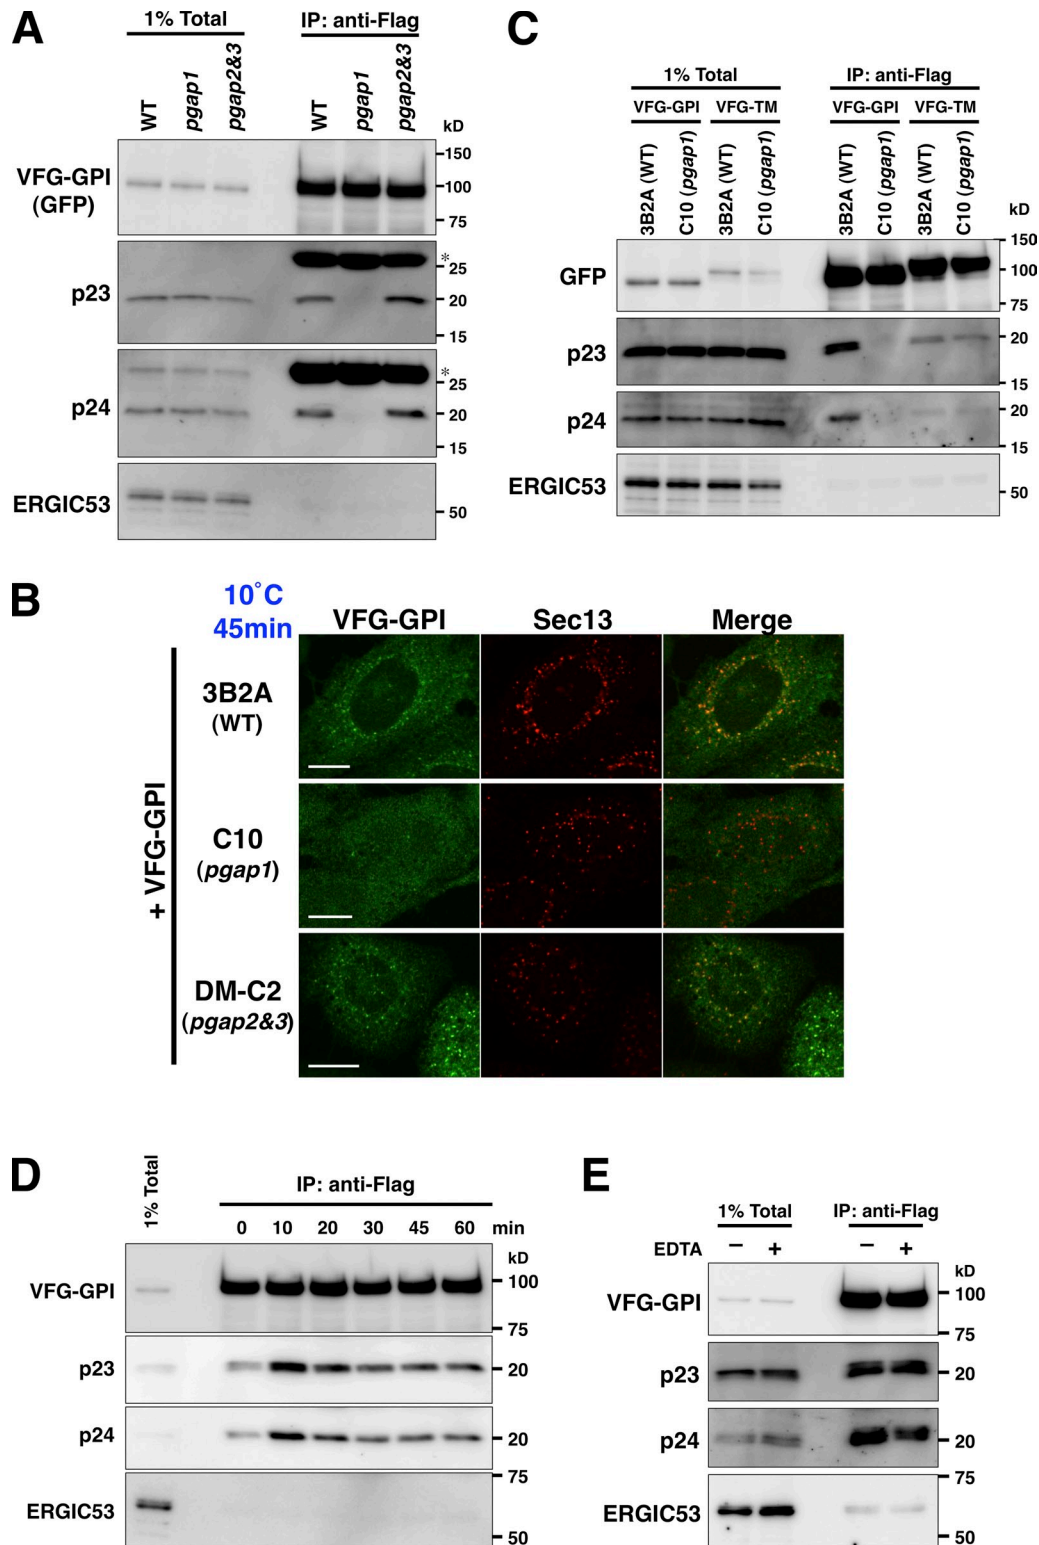 A
1% Total
IP: anti-Flag
WT
pgap1
pgap2&3
WT
pgap1
pgap2&3
kD
VFG-GPI
(GFP)
150
100
75
p23
*
25
20
15
p24
*
25
20
15
ERGIC53
50
C
1% Total
IP: anti-Flag
VFG-GPI
VFG-TM
VFG-GPI
VFG-TM
3B2A (WT)
C10 (pgap1)
3B2A (WT)
C10 (pgap1)
3B2A (WT)
C10 (pgap1)
3B2A (WT)
C10 (pgap1)
kD
GFP
150
100
75
p23
20
15
p24
20
15
ERGIC53
50
B
10°C
45min
VFG-GPI
Sec13
Merge
+ VFG-GPI
3B2A
(WT)
C10
(pgap1)
DM-C2
(pgap2&3)
D
1% Total
IP: anti-Flag
0 10 20 30 45 60 min
kD
VFG-GPI
100
75
p23
20
p24
20
75
ERGIC53
50
E
1% Total
IP: anti-Flag
EDTA − + − +
kD
VFG-GPI
100
75
p23
20
p24
20
75
ERGIC53
50